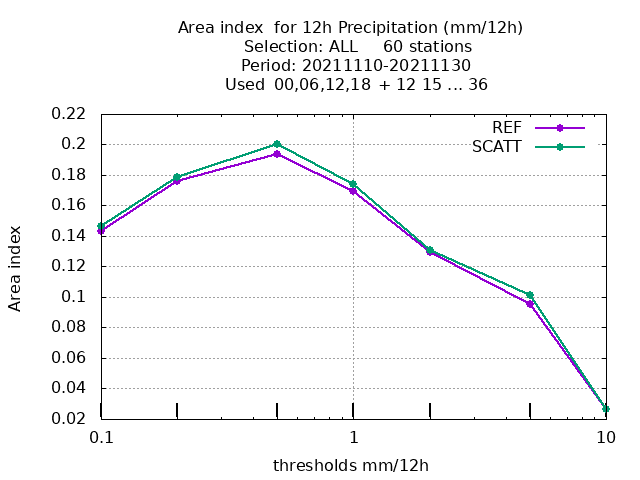 Area index  for 12h Precipitation (mm/12h)
Selection: ALL     60 stations
Period: 20211110-20211130
Used  00,06,12,18  + 12 15 ... 36
REF
SCATT
0.22
0.2
0.18
0.16
0.14
0.12
0.1
0.08
0.06
0.04
0.02
Area index
0.1 1 10
thresholds mm/12h